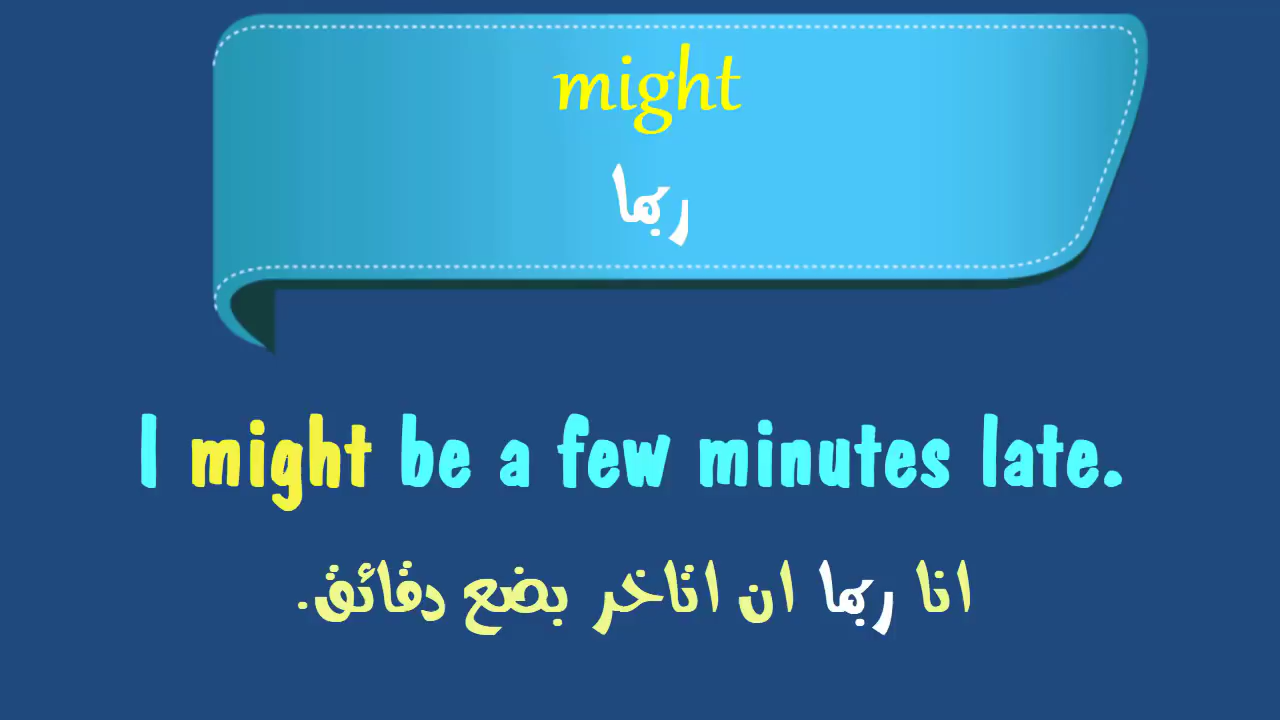 might
ربما
I might be a few minutes late.
انا ربما ان اتاخر بضع دقائق.